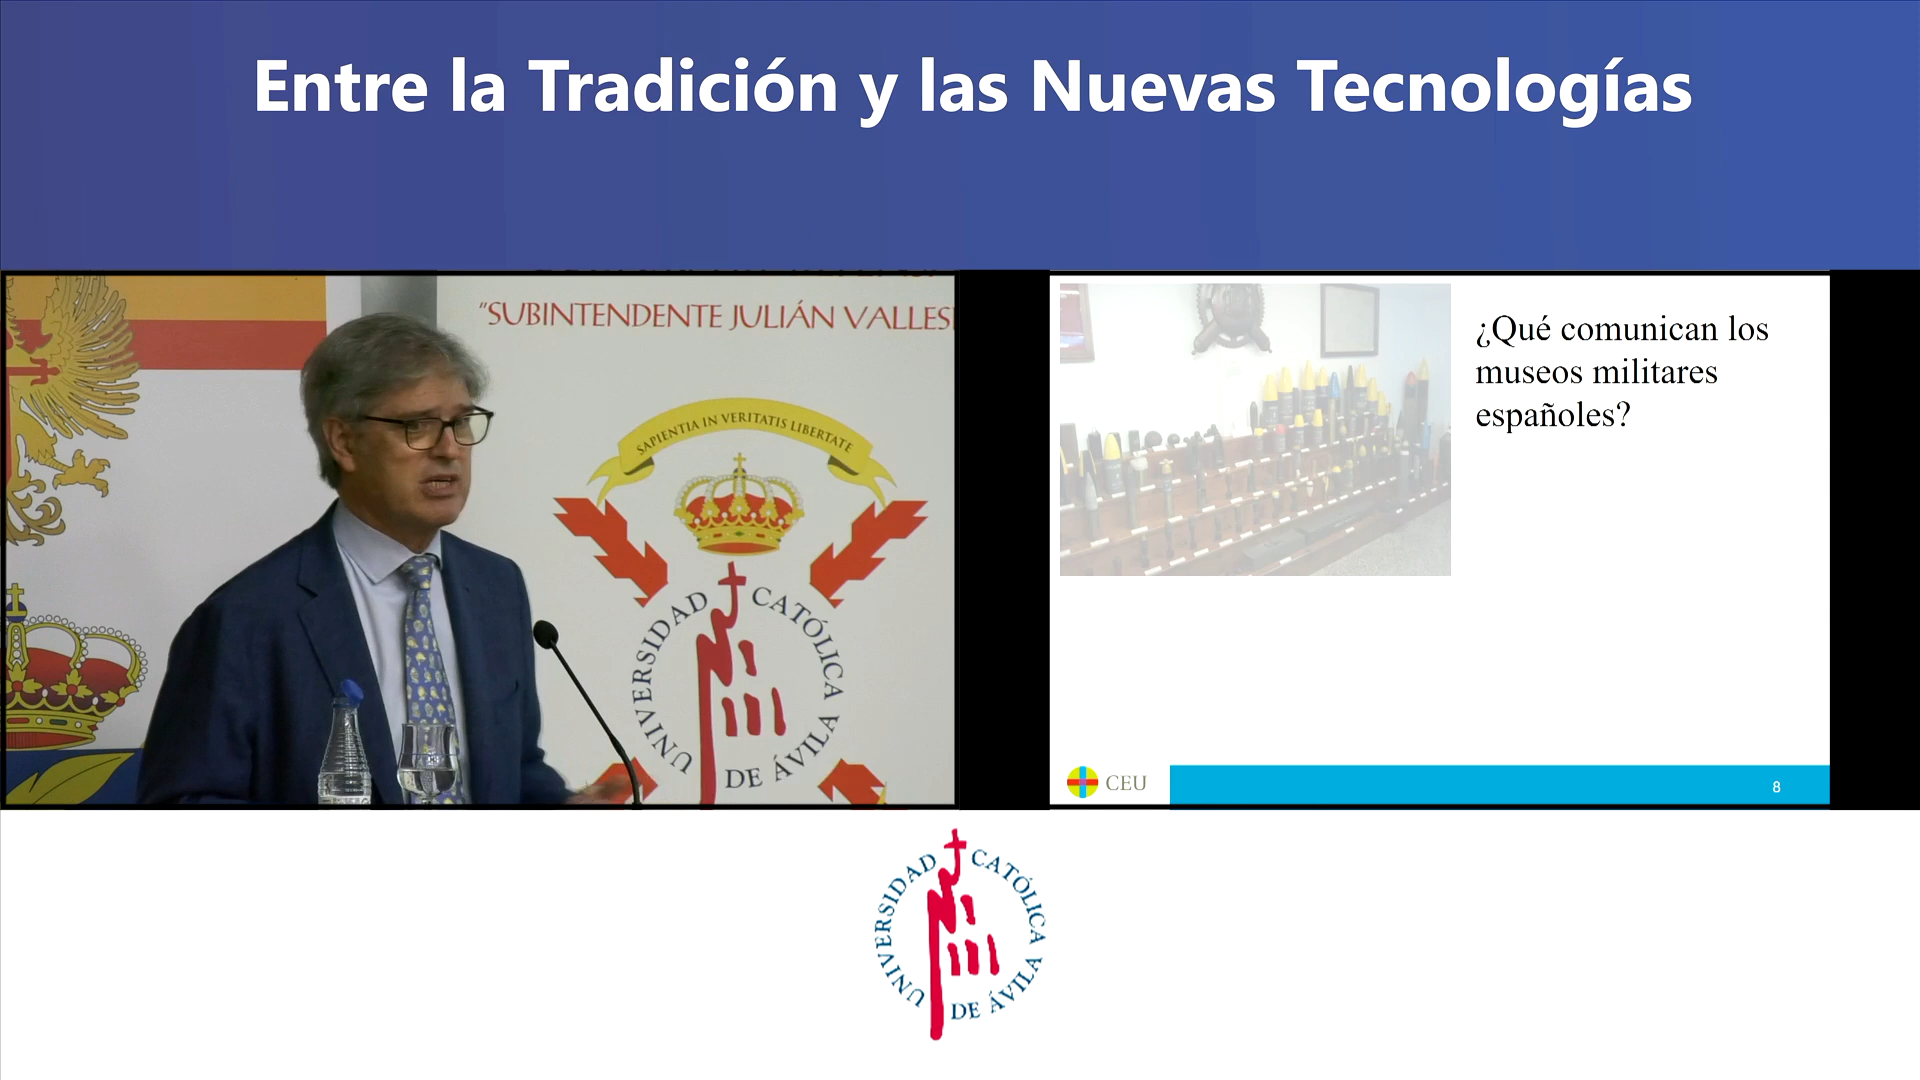 Entre la Tradición y las Nuevas Tecnologías
"SUBINTENDENTE JULIÁN VALLES
SAPIENTIA IN VERITATIS LIBERTATE
UNIVERSIDAD CATÓLICA DE ÁVILA
¿Qué comunican los
museos militares
españoles?
CEU
8
UNIVERSIDAD CATÓLICA DE ÁVILA